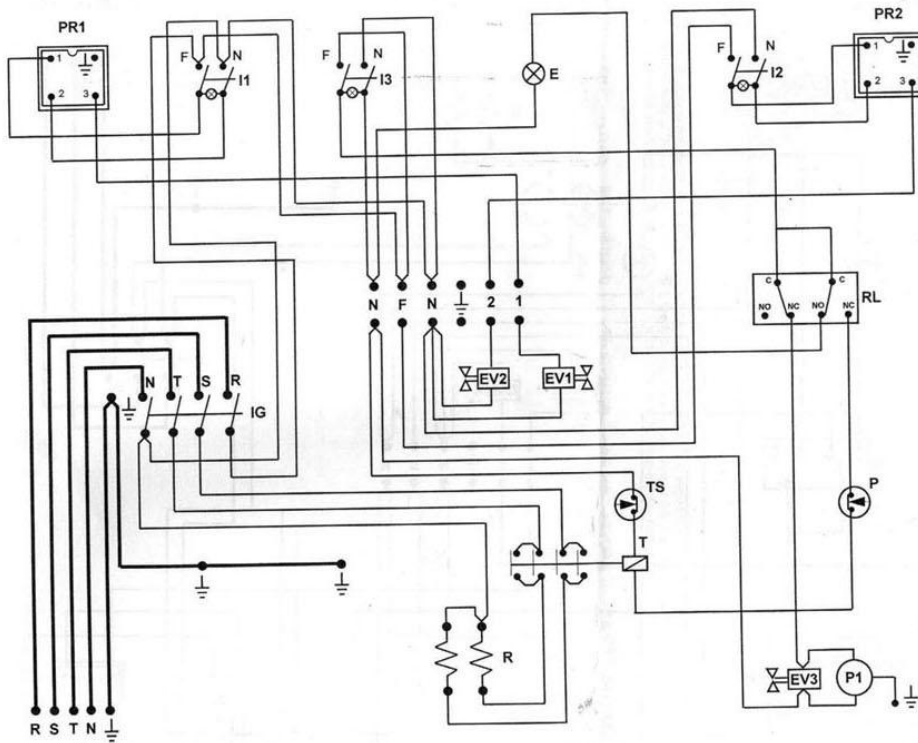 PR1
F N
F N
PR2
F N
1
2 3
I1
I3
E
I2
1
2 3
N F N 2 1
C C
NO NC NO NC
RL
N T S R
IG
EV2
EV1
TS
P
T
R
EV3
P1
R S T N